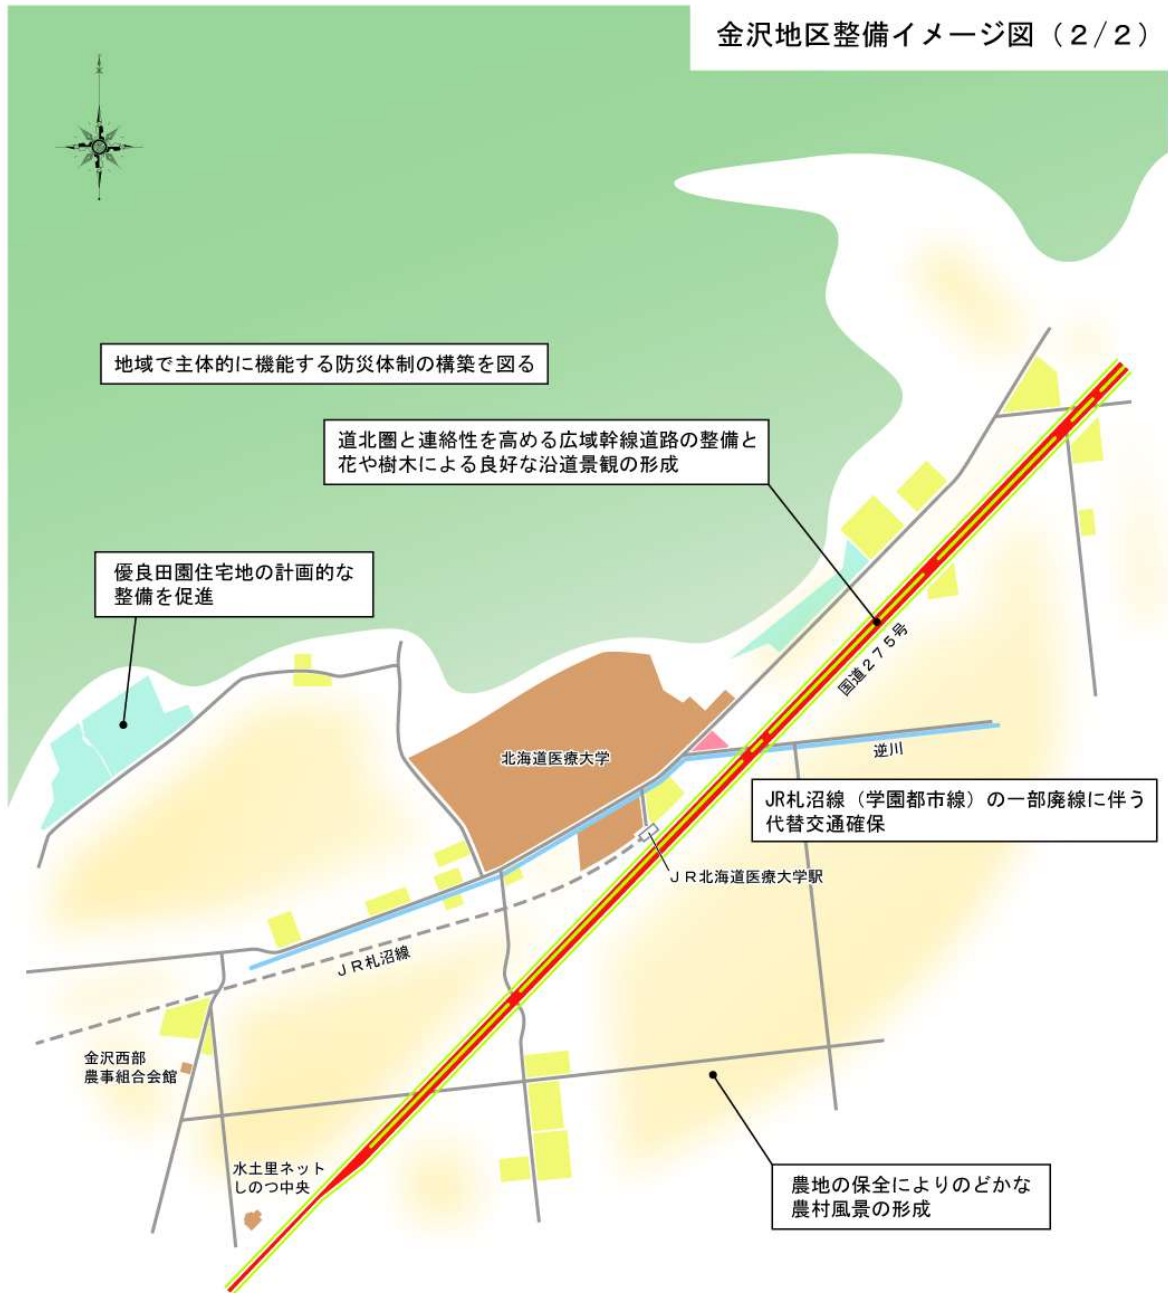 金沢地区整備イメージ図（２/２）
地域で主体的に機能する防災体制の構築を図る
道北圏と連絡性を高める広域幹線道路の整備と
花や樹木による良好な沿道景観の形成
優良田園住宅地の計画的な
整備を促進
国道２７５号
北海道医療大学
逆川
JR札沼線（学園都市線）の一部廃線に伴う
代替交通確保
ＪＲ北海道医療大学駅
ＪＲ札沼線
金沢西部
農事組合会館
水土里ネット
しのつ中央
農地の保全によりのどかな
農村風景の形成